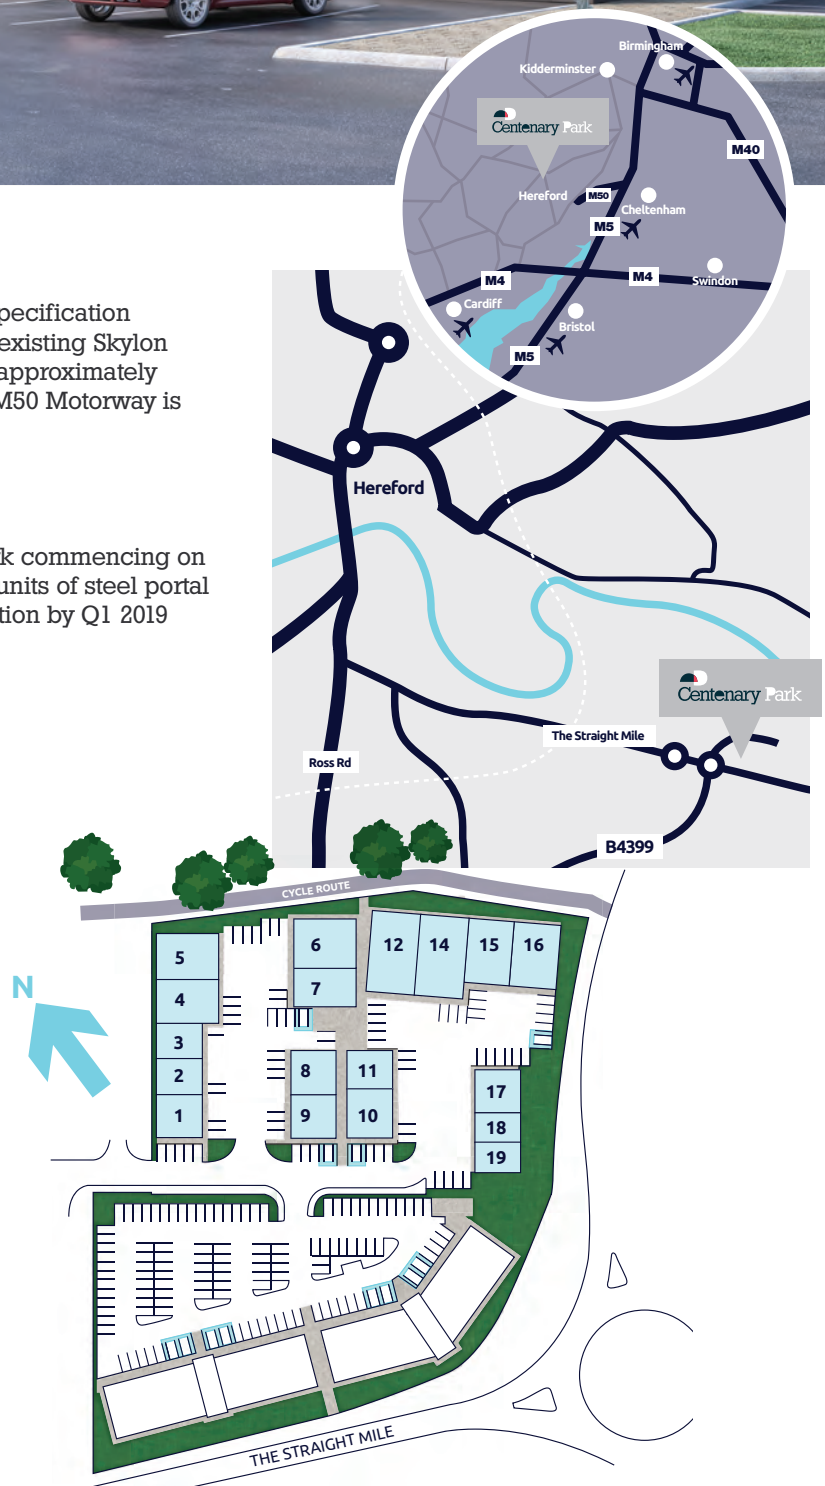 Birmingham
Kidderminster
Centenary Park
M40
Hereford
M50
Cheltenham
M5
M4
M4
Swindon
Cardiff
Bristol
M5
pecification
existing Skylon
approximately
M50 Motorway is
Hereford
k commencing on
units of steel portal
tion by Q1 2019
Centenary Park
The Straight Mile
Ross Rd
B4399
CYCLE ROUTE
N
5
4
3
2
1
6
7
8
9
11
10
12
14
15
16
17
18
19
THE STRAIGHT MILE